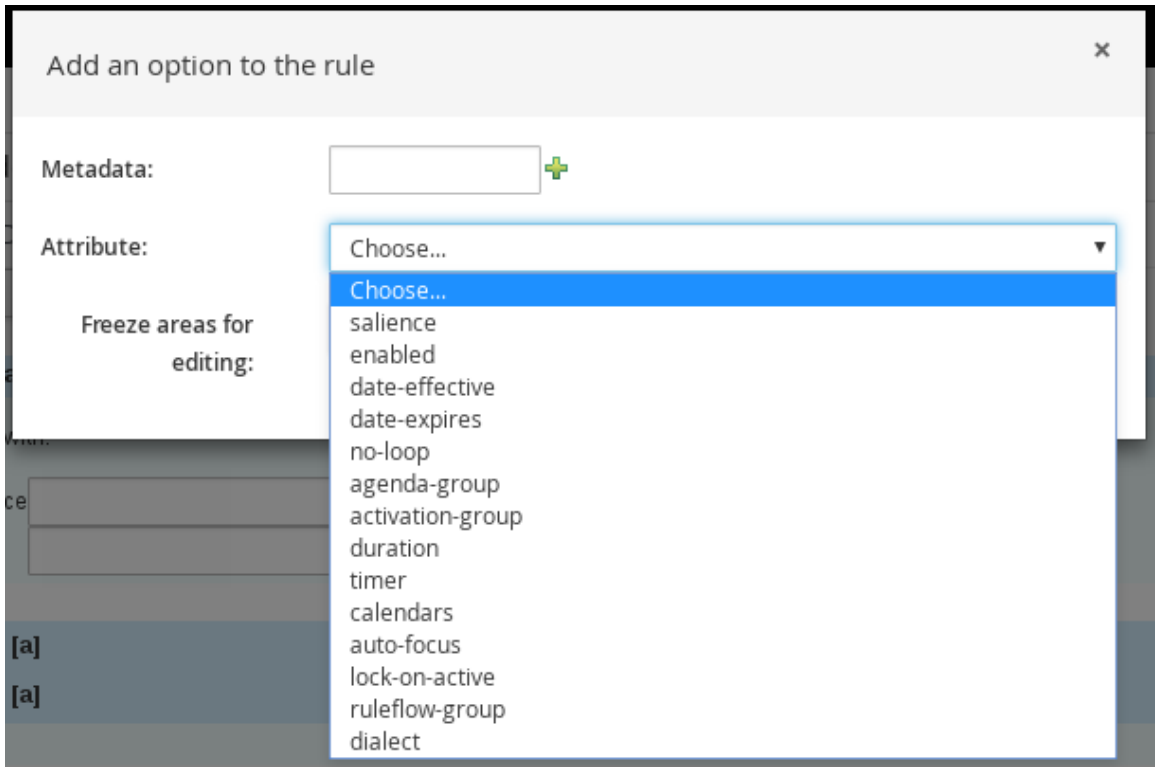 Add an option to the rule
×
Metadata:
Attribute:
Choose...
Choose...
Freeze areas for
editing:
salience
enabled
date-effective
date-expires
no-loop
agenda-group
activation-group
duration
timer
calendars
auto-focus
lock-on-active
ruleflow-group
dialect
ce
[a]
[a]